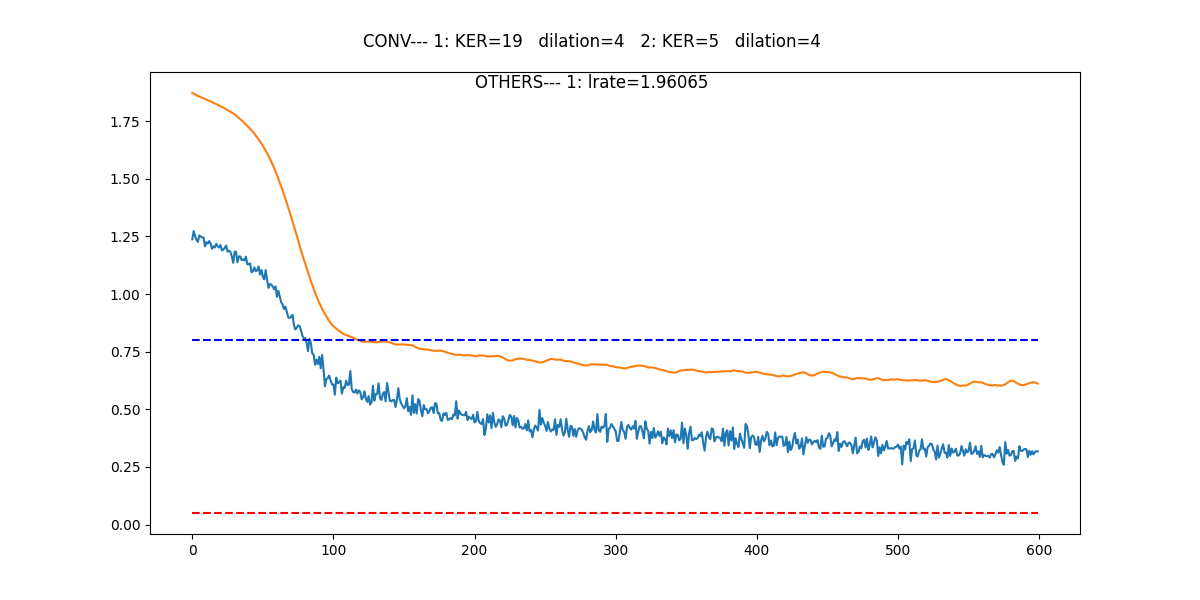 CONV--- 1: KER=19   dilation=4   2: KER=5   dilation=4
OTHERS--- 1: lrate=1.96065
1.75
1.50
1.25
1.00
0.75
0.50
0.25
0.00
0 100 200 300 400 500 600